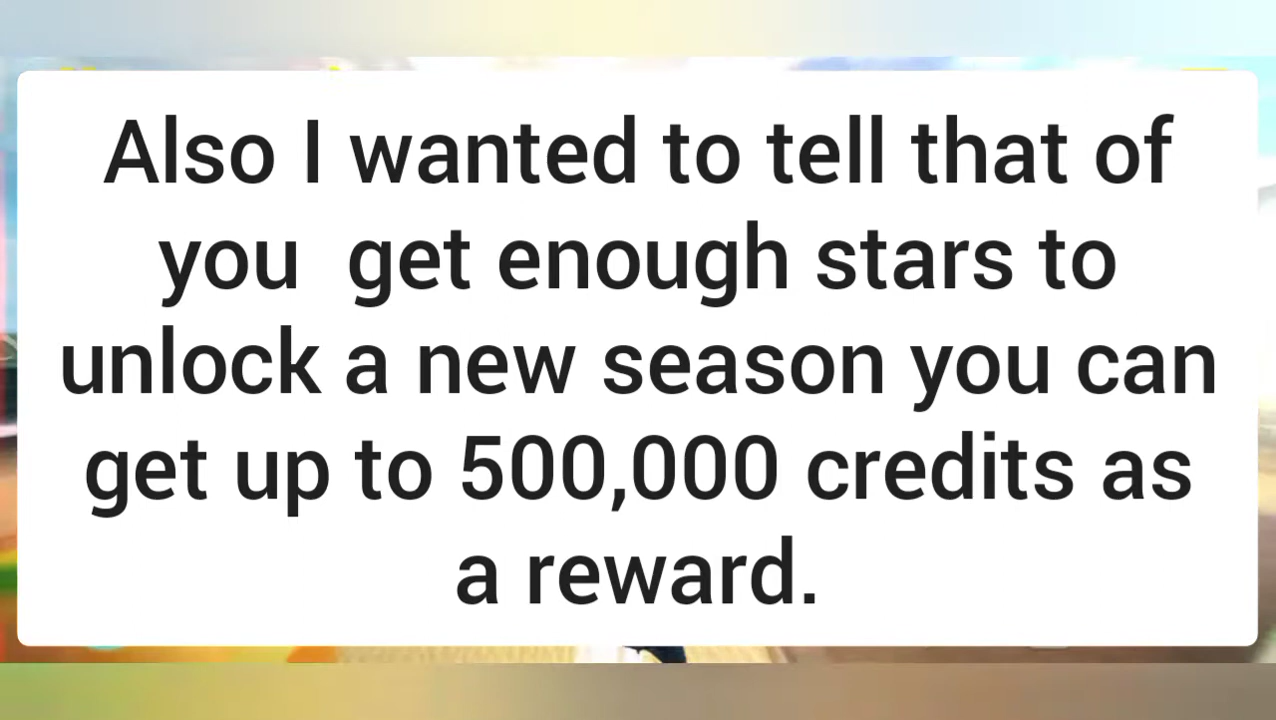 Also I wanted to tell that of
you  get enough stars to
unlock a new season you can
get up to 500,000 credits as
a reward.